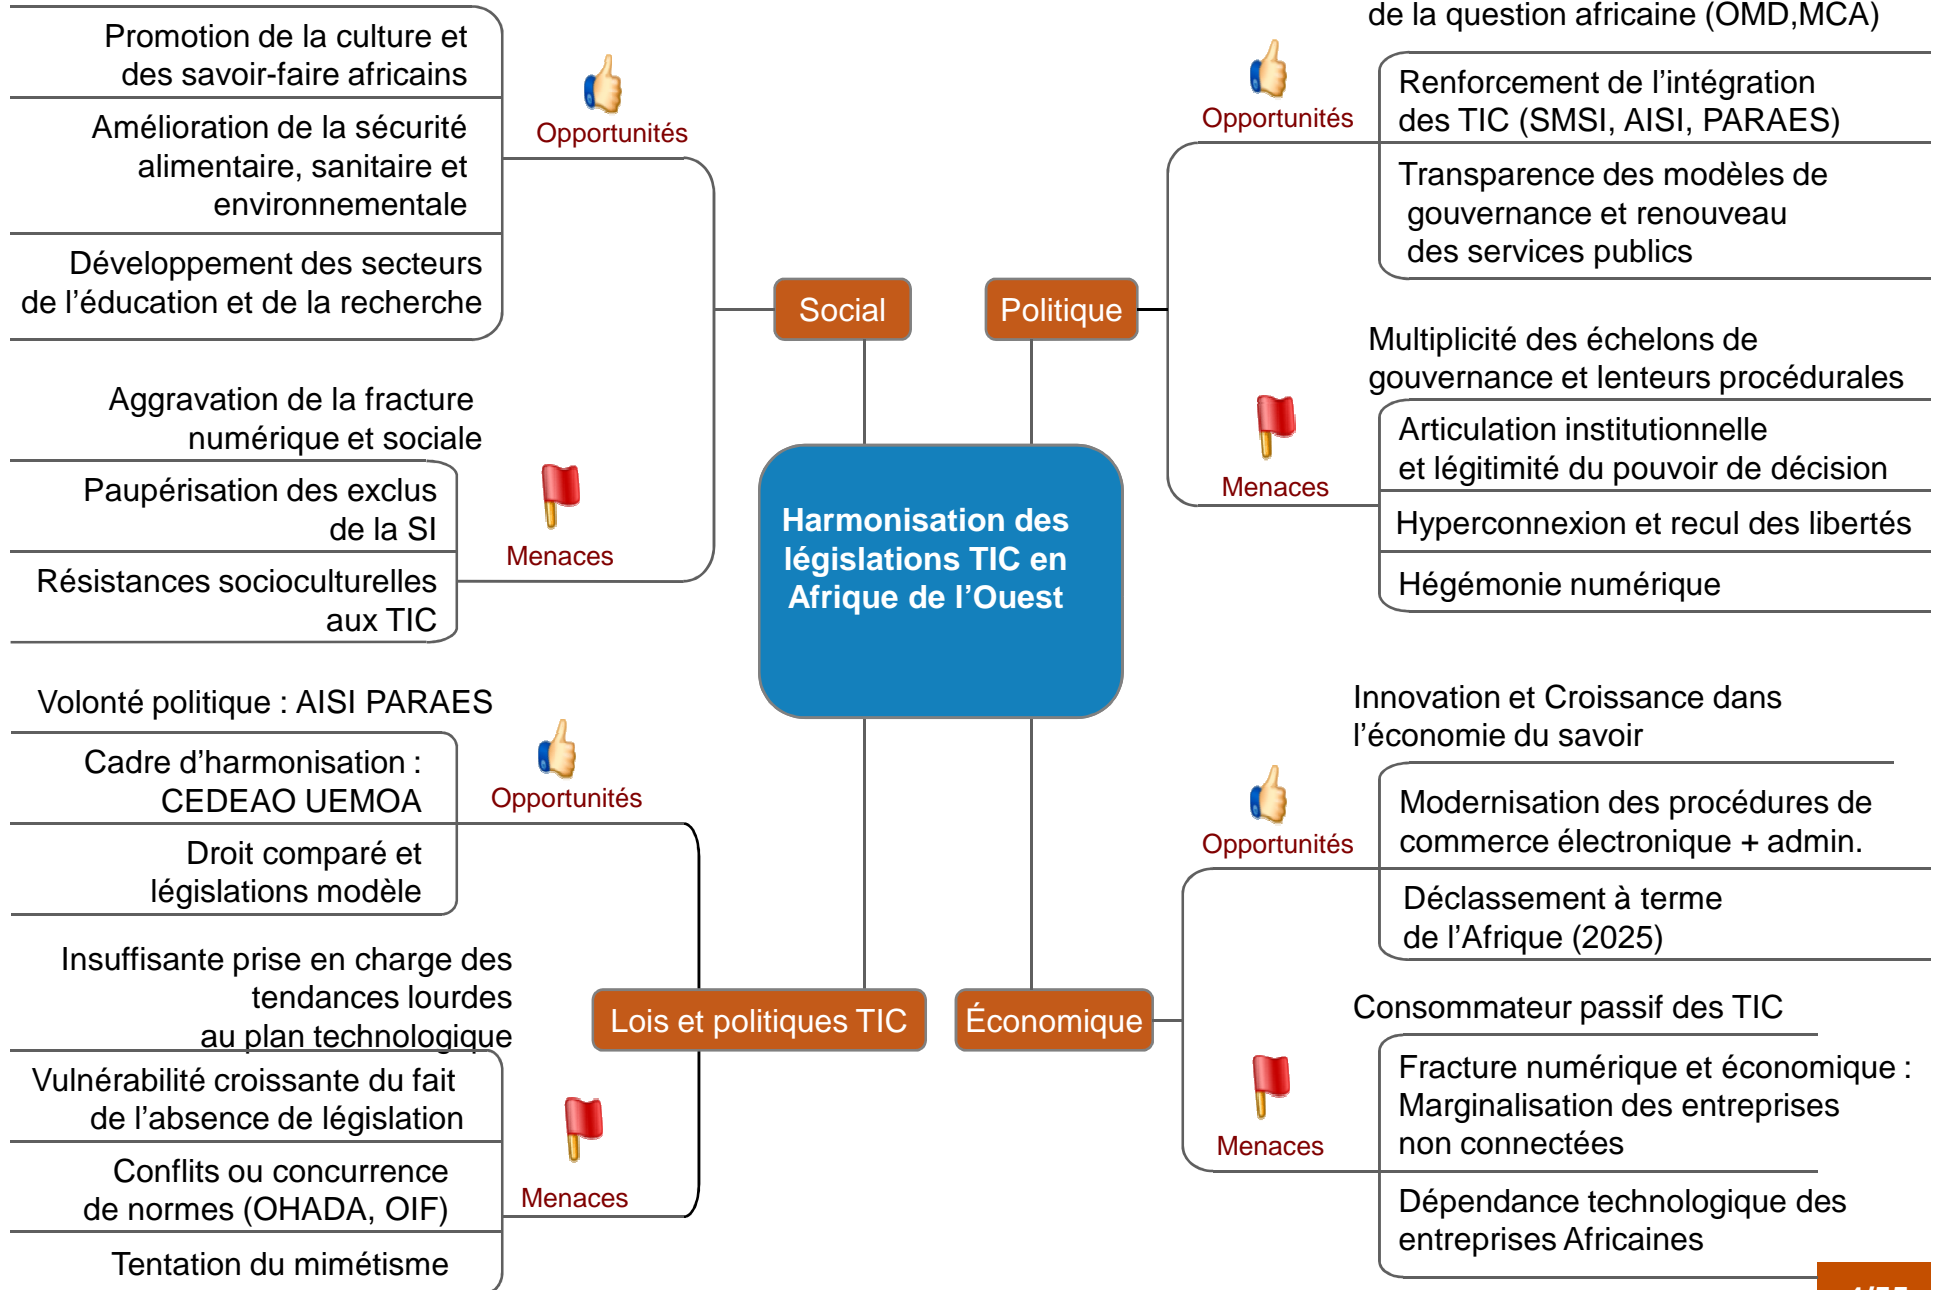 Promotion de la culture et
des savoir-faire africains
Amélioration de la sécurité
alimentaire, sanitaire et
environnementale
Développement des secteurs
de l’éducation et de la recherche
Opportunités
Aggravation de la fracture
numérique et sociale
Paupérisation des exclus
de la SI
Résistances socioculturelles
aux TIC
Menaces
Social
de la question africaine (OMD,MCA)
Renforcement de l’intégration
des TIC (SMSI, AISI, PARAES)
Transparence des modèles de
gouvernance et renouveau
des services publics
Opportunités
Politique
Multiplicité des échelons de
gouvernance et lenteurs procédurales
Articulation institutionnelle
et légitimité du pouvoir de décision
Hyperconnexion et recul des libertés
Hégémonie numérique
Menaces
Harmonisation des
législations TIC en
Afrique de l’Ouest
Volonté politique : AISI PARAES
Cadre d’harmonisation :
CEDEAO UEMOA
Droit comparé et
législations modèle
Opportunités
Insuffisante prise en charge des
tendances lourdes
au plan technologique
Vulnérabilité croissante du fait
de l’absence de législation
Conflits ou concurrence
de normes (OHADA, OIF)
Tentation du mimétisme
Menaces
Lois et politiques TIC
Économique
Innovation et Croissance dans
l’économie du savoir
Modernisation des procédures de
commerce électronique + admin.
Déclassement à terme
de l’Afrique (2025)
Opportunités
Consommateur passif des TIC
Fracture numérique et économique :
Marginalisation des entreprises
non connectées
Dépendance technologique des
entreprises Africaines
Menaces